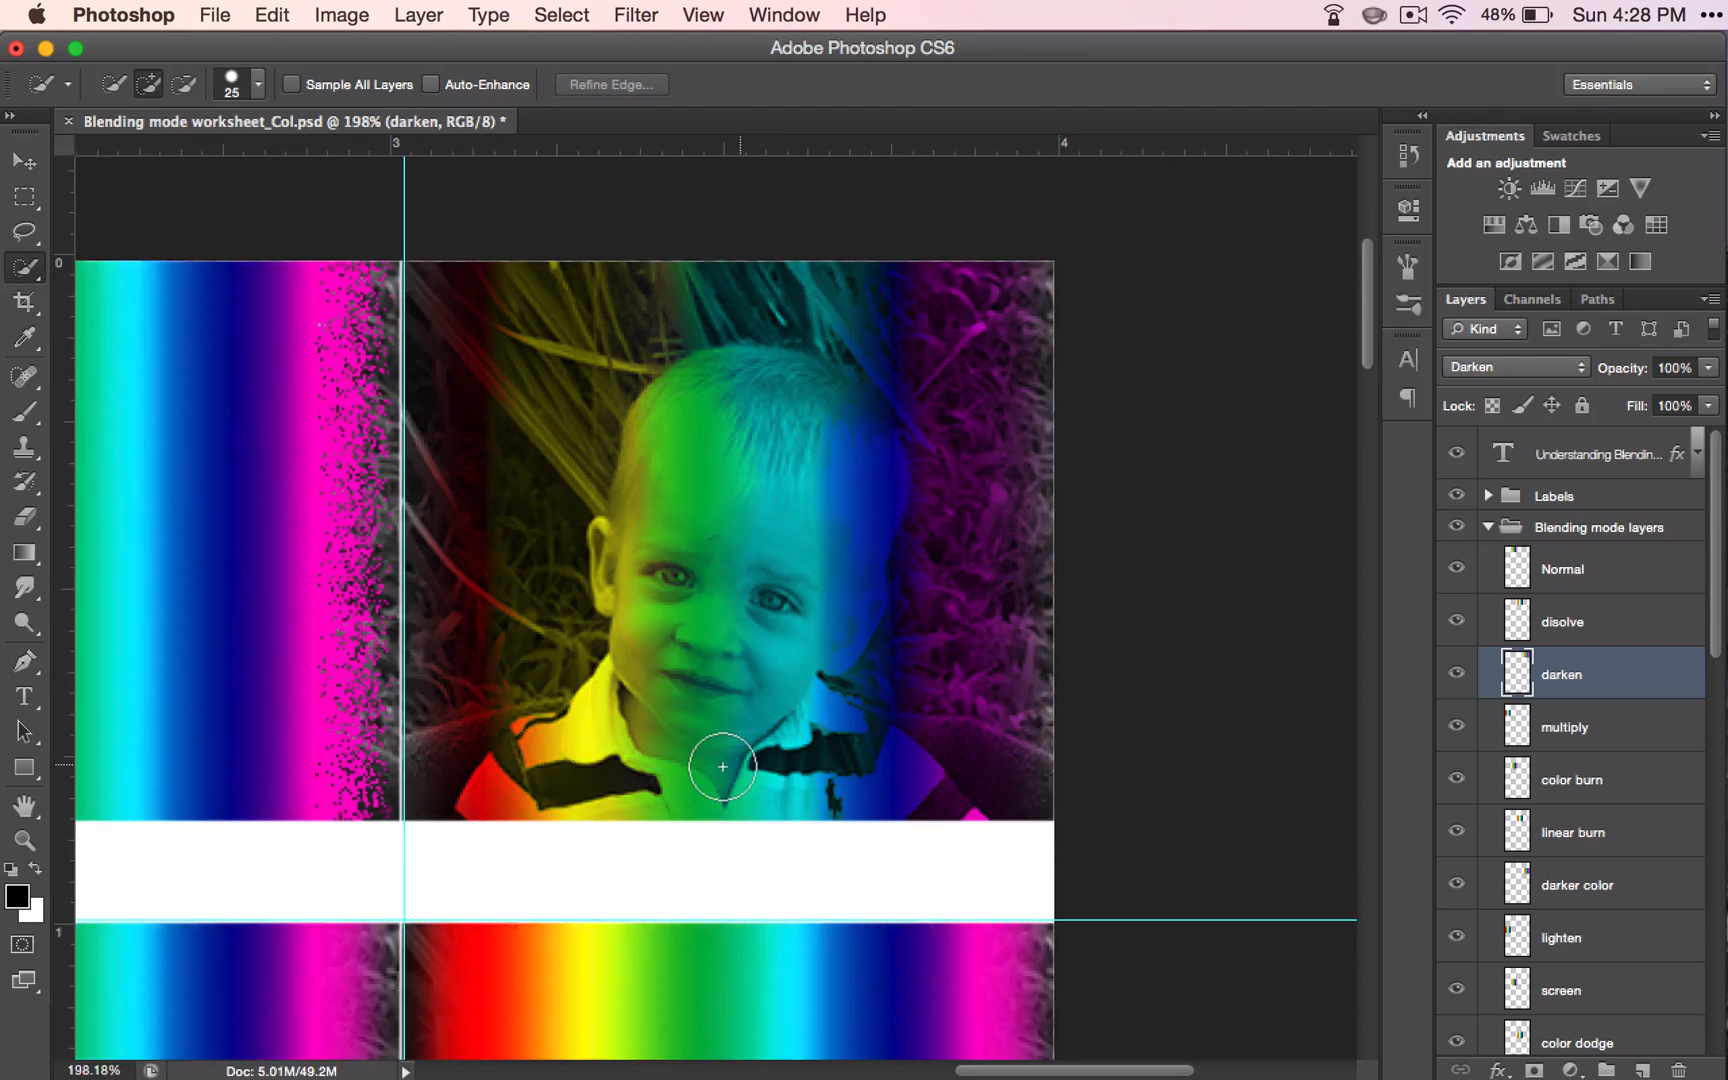 Photoshop File Edit Image Layer Type Select Filter View Window Help 48% Sun 4:28 PM
Adobe Photoshop CS6
25 Sample All Layers Auto-Enhance Refine Edge... Essentials
Blending mode worksheet_Col.psd @ 198% (darken, RGB/8) *
3 4
0
1
Adjustments Swatches
Add an adjustment
Layers Channels Paths
Kind
Darken Opacity: 100%
Lock: Fill: 100%
Understanding Blendin... fx
Labels
Blending mode layers
Normal
disolve
darken
multiply
color burn
linear burn
darker color
lighten
screen
color dodge
198.18% Doc: 5.01M/49.2M